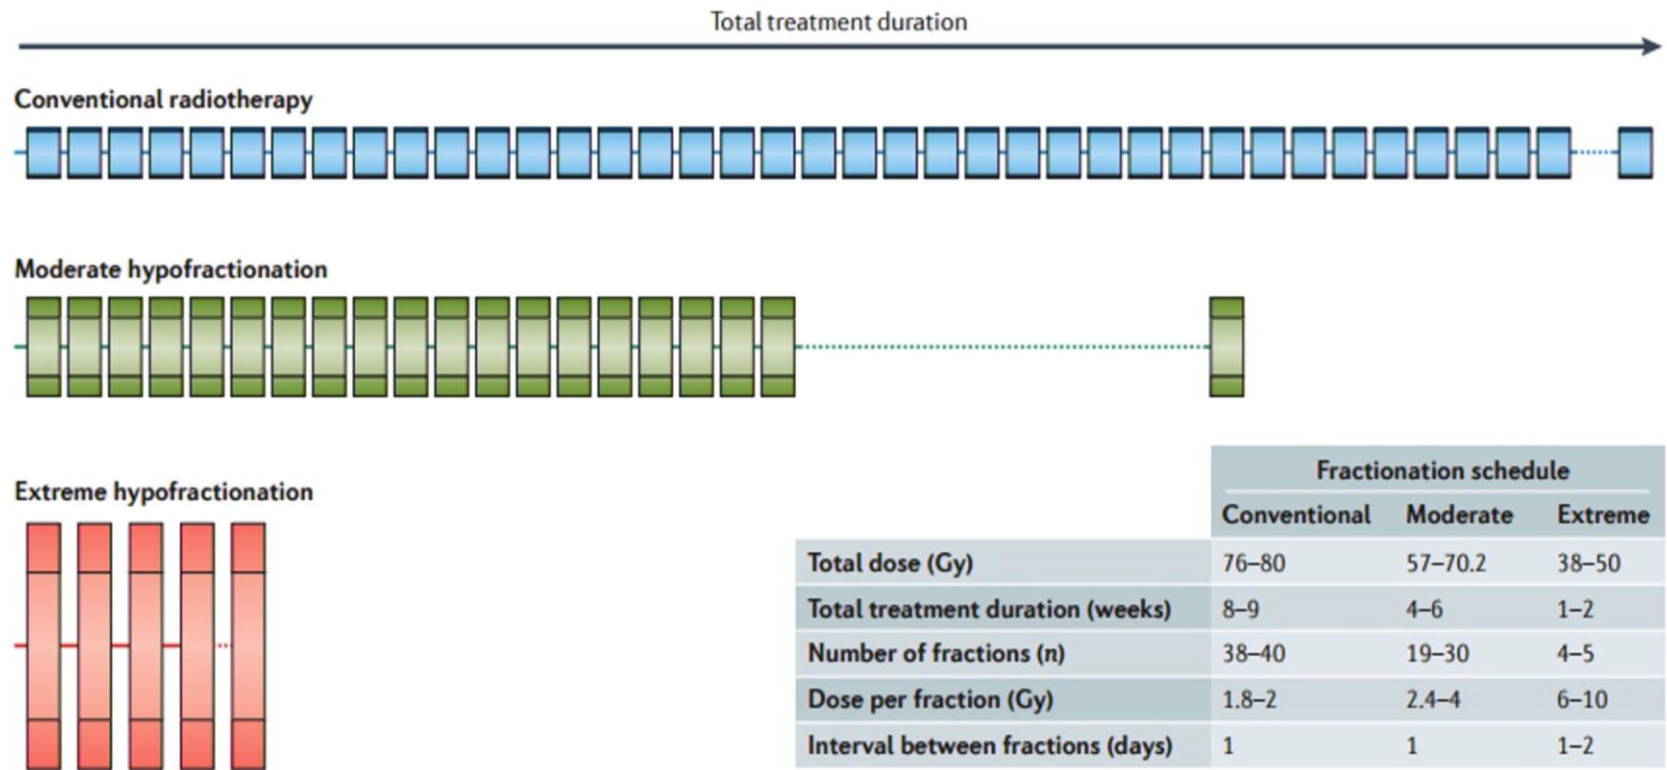 Total treatment duration
Conventional radiotherapy
Moderate hypofractionation
Extreme hypofractionation
Fractionation schedule
Conventional Moderate Extreme
Total dose (Gy) 76–80 57–70.2 38–50
Total treatment duration (weeks) 8–9 4–6 1–2
Number of fractions (n) 38–40 19–30 4–5
Dose per fraction (Gy) 1.8–2 2.4–4 6–10
Interval between fractions (days) 1 1 1–2